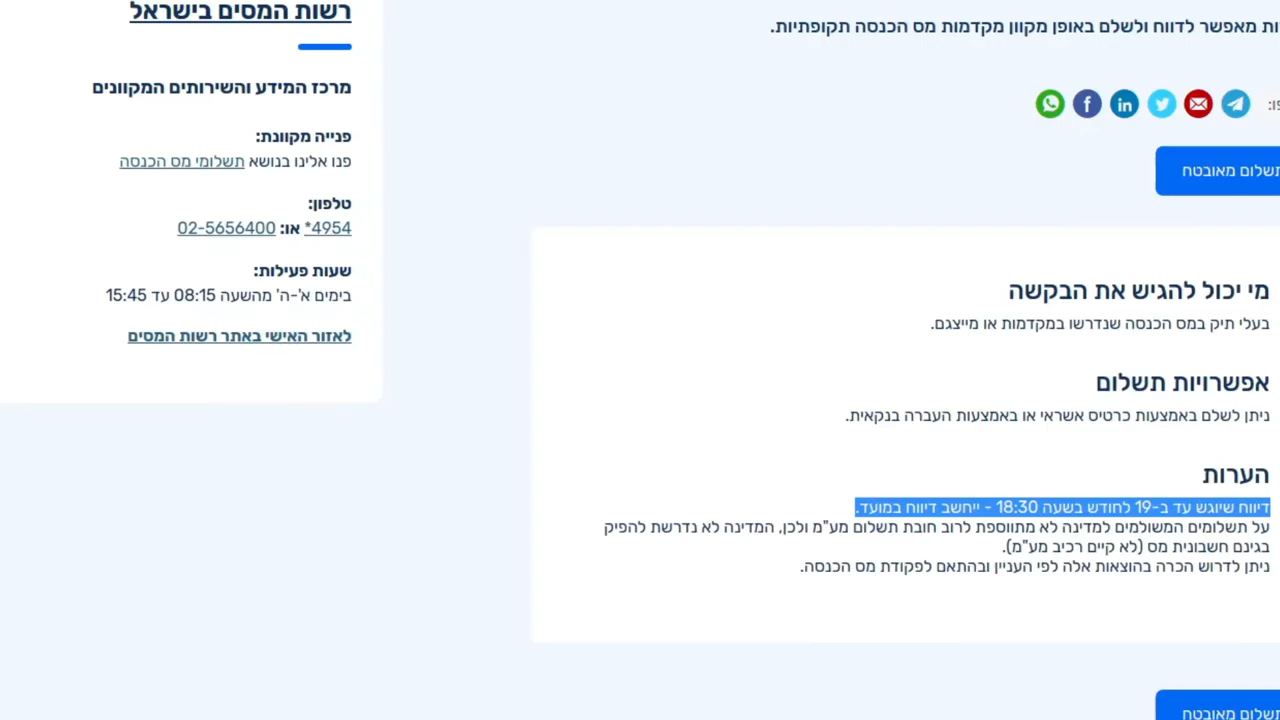 רשות המסים בישראל
מרכז המידע והשירותים המקוונים
פנייה מקוונת:
פנו אלינו בנושא תשלומי מס הכנסה
טלפון:
4954* או: 02-5656400
שעות פעילות:
בימים א'-ה' מהשעה 08:15 עד 15:45
לאזור האישי באתר רשות המסים
מאפשר לדווח ולשלם באופן מקוון מקדמות מס הכנסה תקופתיות.
תשלום מאובטח
מי יכול להגיש את הבקשה
בעלי תיק במס הכנסה שנדרשו במקדמות או מייצגם.
אפשרויות תשלום
ניתן לשלם באמצעות כרטיס אשראי או באמצעות העברה בנקאית.
הערות
דיווח שיוגש עד ב-19 לחודש בשעה 18:30 - ייחשב דיווח במועד.
על תשלומים המשולמים למדינה לא מתווספת לרוב חובת תשלום מע"מ ולכן, המדינה לא נדרשת להפיק
בגינם חשבונית מס (לא קיים רכיב מע"מ).
ניתן לדרוש הכרה בהוצאות אלה לפי העניין ובהתאם לפקודת מס הכנסה.
תשלום מאובטח